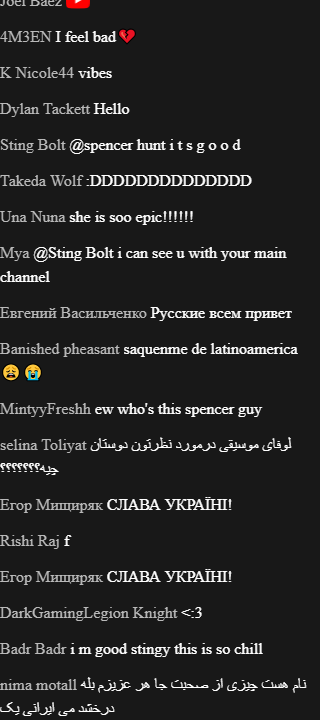 Joel Baez
4M3EN I feel bad💔
K Nicole44 vibes
Dylan Tackett Hello
Sting Bolt @spencer hunt i t s g o o d
Takeda Wolf :DDDDDDDDDDDDDD
Una Nuna she is soo epic!!!!!!
Mya @Sting Bolt i can see u with your main
channel
Евгений Васильченко Русские всем привет
Banished pheasant saquenme de latinoamerica
😩😭
MintyyFreshh ew who's this spencer guy
selina Toliyat لوفای موسیقی درمورد نظرتون دوستان
چیه؟؟؟؟؟؟؟
Егор Мищиряк СЛАВА УКРАЇНІ!
Rishi Raj f
Егор Мищиряк СЛАВА УКРАЇНІ!
DarkGamingLegion Knight <:3
Badr Badr i m good stingy this is so chill
nima motall نام هست چیزی از صحبت جا هر عزیزم بله
درخشد می ایرانی یک